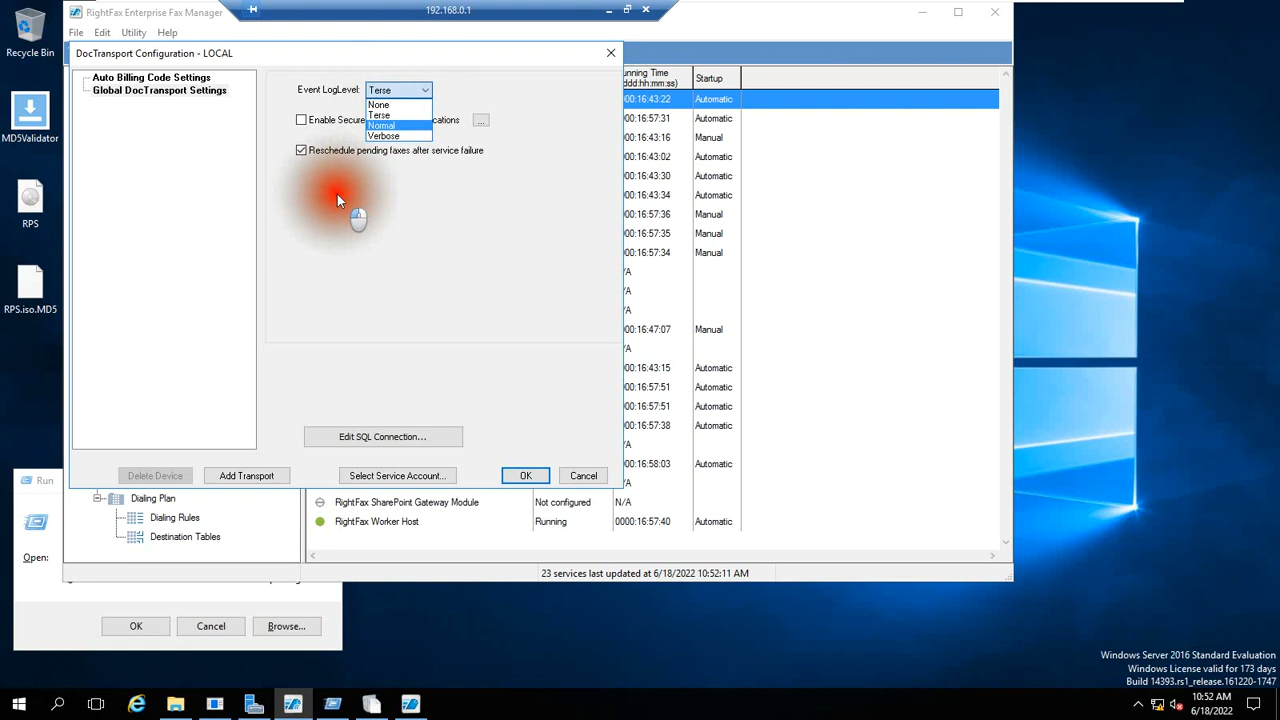 Recycle Bin
MD5Validator
RPS
RPS.iso.MD5
RightFax Enterprise Fax Manager
192.168.0.1
File Edit Utility Help
DocTransport Configuration - LOCAL
Auto Billing Code Settings
Global DocTransport Settings
Event LogLevel: Terse
None
Terse
Normal
Verbose
Enable Secure cations ...
Reschedule pending faxes after service failure
Edit SQL Connection...
Delete Device Add Transport Select Service Account... OK Cancel
unning Time
ddd:hh:mm:ss) Startup
000:16:43:22 Automatic
000:16:57:31 Automatic
000:16:43:16 Manual
000:16:43:02 Automatic
000:16:43:30 Automatic
000:16:43:34 Automatic
000:16:57:36 Manual
000:16:57:35 Manual
000:16:57:34 Manual
/A
/A
/A
000:16:47:07 Manual
/A
000:16:43:15 Automatic
000:16:57:51 Automatic
000:16:57:51 Automatic
000:16:57:38 Automatic
/A
000:16:58:03 Automatic
/A
RightFax SharePoint Gateway Module Not configured N/A
RightFax Worker Host Running 0000:16:57:40 Automatic
Dialing Plan
Dialing Rules
Destination Tables
23 services last updated at 6/18/2022 10:52:11 AM
Run
Open:
OK Cancel Browse...
Windows Server 2016 Standard Evaluation
Windows License valid for 173 days
Build 14393.rs1_release.161220-1747
10:52 AM
6/18/2022